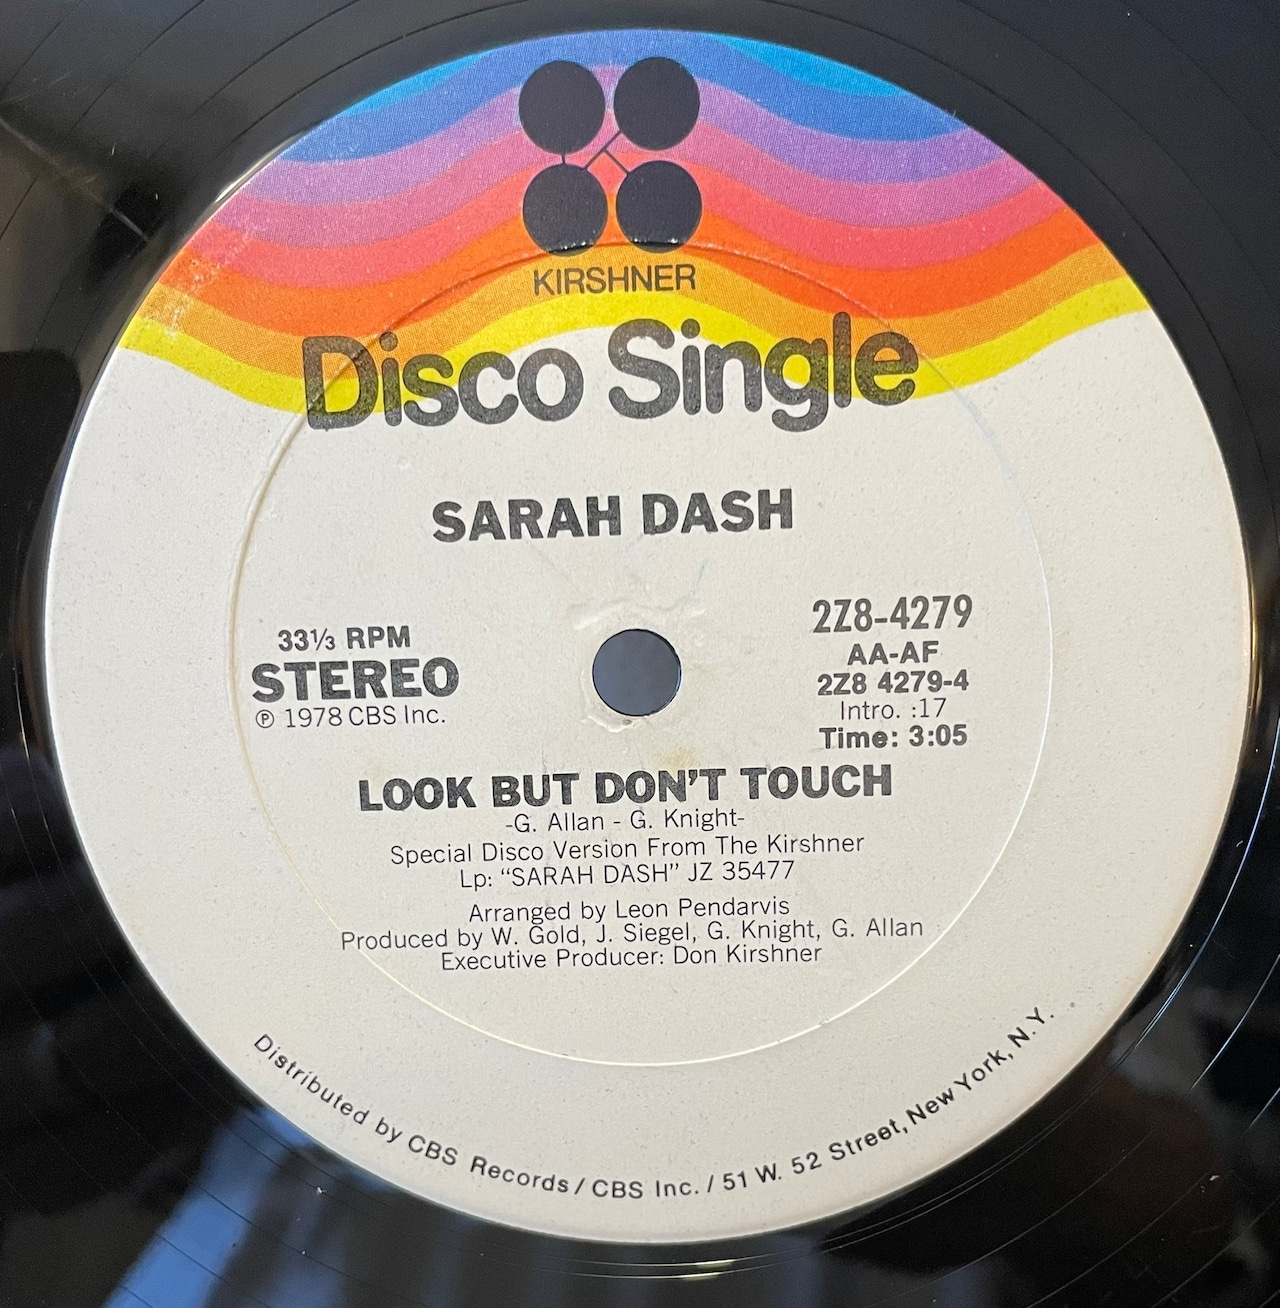 KIRSHNER
Disco Single
SARAH DASH
33⅓ RPM
STEREO
℗ 1978 CBS Inc.
2Z8-4279
AA-AF
2Z8 4279-4
Intro. :17
Time: 3:05
LOOK BUT DON'T TOUCH
-G. Allan - G. Knight-
Special Disco Version From The Kirshner
Lp: “SARAH DASH” JZ 35477
Arranged by Leon Pendarvis
Produced by W. Gold, J. Siegel, G. Knight, G. Allan
Executive Producer: Don Kirshner
Distributed by CBS Records / CBS Inc. / 51 W. 52 Street, New York, N.Y.